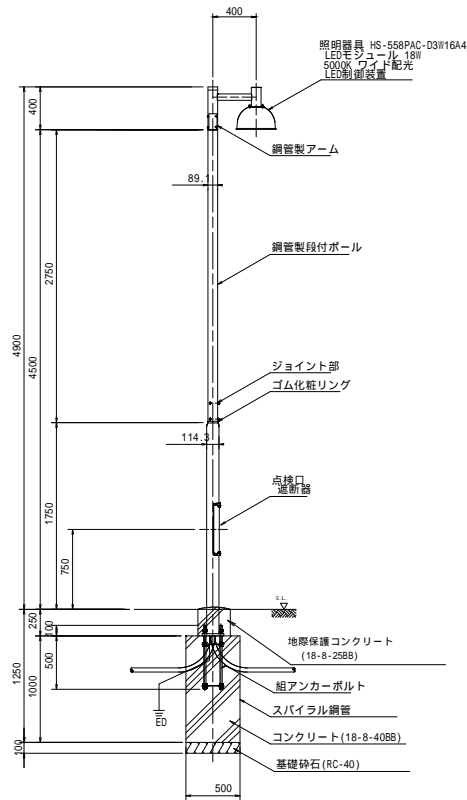 400
照明器具 HS-558PAC-D3W16A4
LEDモジュール 18W
5000K ワイド配光
LED制御装置
400
鋼管製アーム
89.1
鋼管製段付ポール
2750
4900
4500
ジョイント部
ゴム化粧リング
114.3
点検口
遮断器
1750
750
G.L.
250
100
地際保護コンクリート
(18-8-25BB)
500
組アンカーボルト
1250
1000
ED
スパイラル鋼管
コンクリート(18-8-40BB)
100
基礎砕石(RC-40)
500